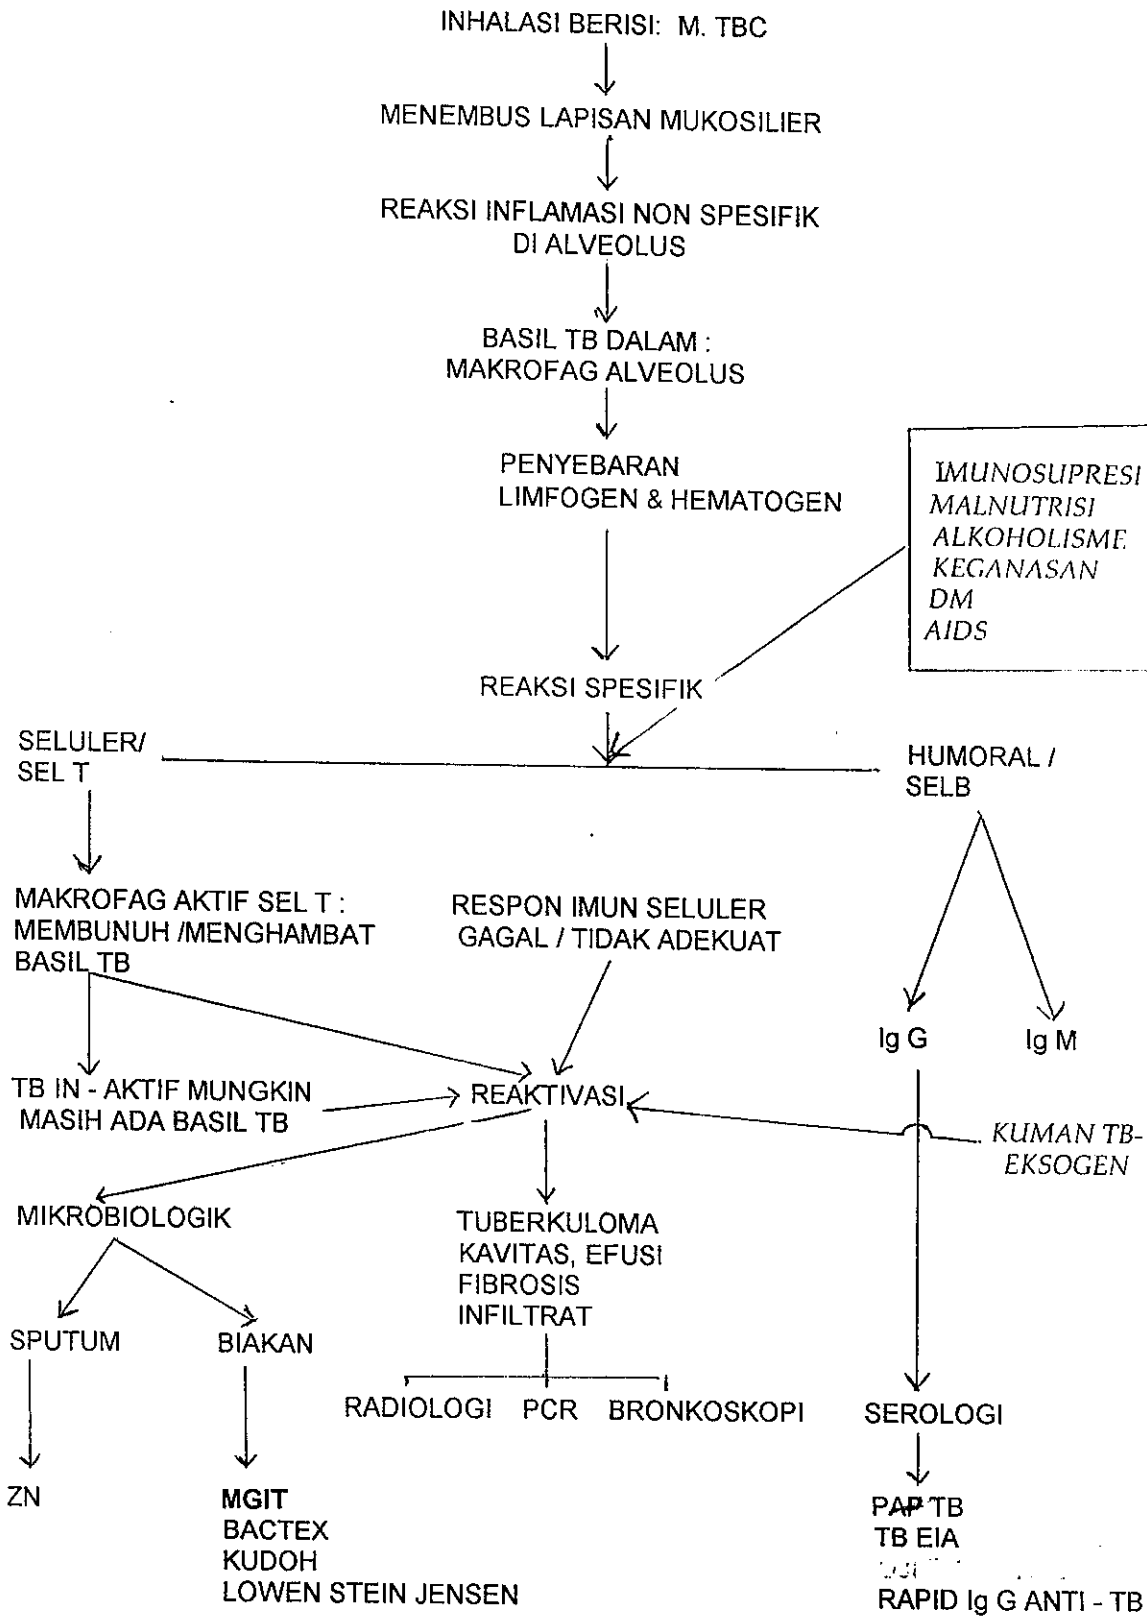 INHALASI BERISI: M. TBC
MENEMBUS LAPISAN MUKOSILIER
REAKSI INFLAMASI NON SPESIFIK
DI ALVEOLUS
BASIL TB DALAM :
MAKROFAG ALVEOLUS
PENYEBARAN
LIMFOGEN & HEMATOGEN
IMUNOSUPRESI
MALNUTRISI
ALKOHOLISME
KEGANASAN
DM
AIDS
REAKSI SPESIFIK
SELULER/
SEL T
HUMORAL /
SELB
MAKROFAG AKTIF SEL T :
MEMBUNUH /MENGHAMBAT
BASIL TB
RESPON IMUN SELULER
GAGAL / TIDAK ADEKUAT
Ig G
Ig M
TB IN - AKTIF MUNGKIN
MASIH ADA BASIL TB
REAKTIVASI
KUMAN TB-
EKSOGEN
MIKROBIOLOGIK
TUBERKULOMA
KAVITAS, EFUSI
FIBROSIS
INFILTRAT
SPUTUM
BIAKAN
RADIOLOGI
PCR
BRONKOSKOPI
SEROLOGI
ZN
MGIT
BACTEX
KUDOH
LOWEN STEIN JENSEN
PAP TB
TB EIA
RAPID Ig G ANTI - TB